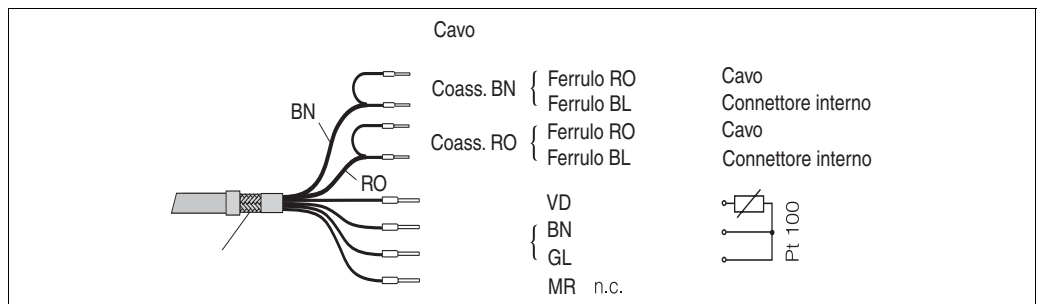 Cavo
Coass. BN { Ferrulo RO Cavo
Ferrulo BL Connettore interno
Coass. RO { Ferrulo RO Cavo
Ferrulo BL Connettore interno
BN
RO
VD
BN
GL
MR n.c.
Pt 100